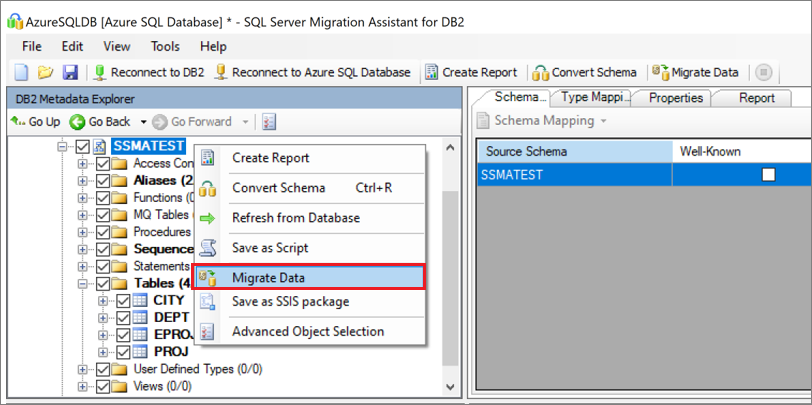 AzureSQLDB [Azure SQL Database] * - SQL Server Migration Assistant for DB2
File Edit View Tools Help
Reconnect to DB2 Reconnect to Azure SQL Database Create Report Convert Schema Migrate Data
DB2 Metadata Explorer
Go Up Go Back Go Forward
SSMATEST
Access Con
Aliases (2
Functions (
MQ Tables (
Procedures
Sequence
Statements
Tables (4
CITY
DEPT
EPROJ
PROJ
User Defined Types (0/0)
Views (0/0)
Create Report
Convert Schema Ctrl+R
Refresh from Database
Save as Script
Migrate Data
Save as SSIS package
Advanced Object Selection
Schema... Type Mappi... Properties Report
Schema Mapping
Source Schema Well-Known
SSMATEST